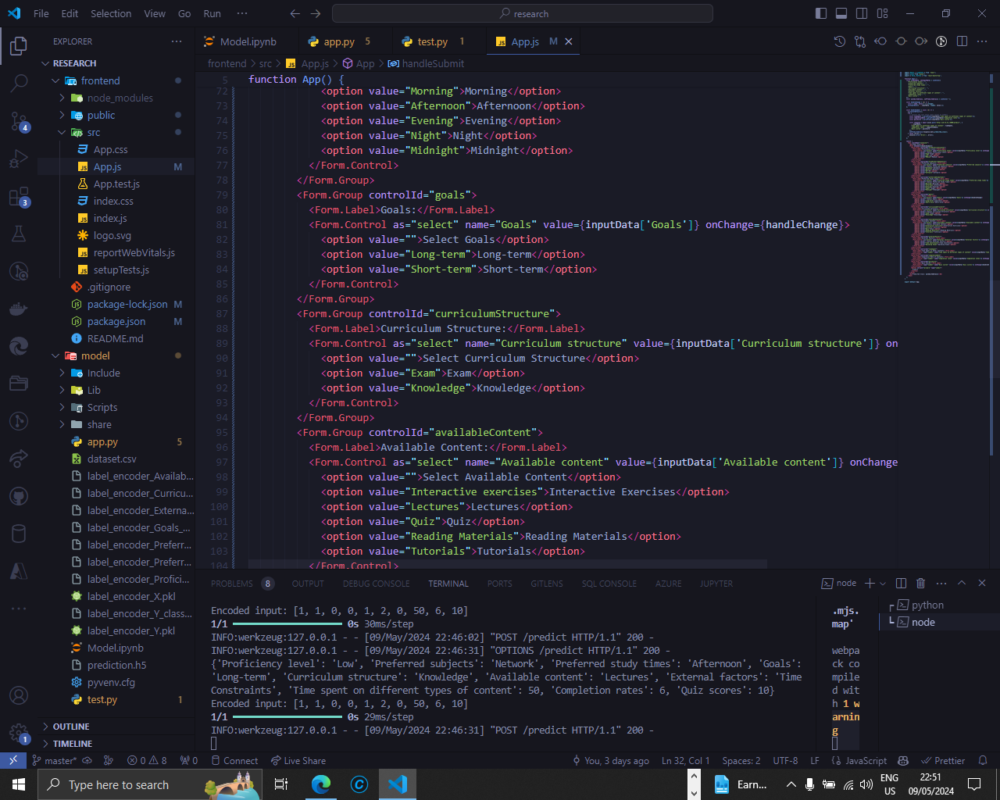 File Edit Selection View Go Run ··· research
EXPLORER
RESEARCH
frontend
node_modules
public
src
App.css
App.js M
App.test.js
index.css
index.js
logo.svg
reportWebVitals.js
setupTests.js
.gitignore
package-lock.json M
package.json M
README.md
model
Include
Lib
Scripts
share
app.py 5
dataset.csv
label_encoder_Availab...
label_encoder_Curricu...
label_encoder_Externa...
label_encoder_Goals_...
label_encoder_Preferr...
label_encoder_Preferr...
label_encoder_Profici...
label_encoder_X.pkl
label_encoder_Y_class...
label_encoder_Y.pkl
Model.ipynb
prediction.h5
pyvenv.cfg
test.py 1
OUTLINE
TIMELINE
4
3
1
Model.ipynb app.py 5 test.py 1 App.js M
frontend > src > App.js > App > handleSubmit
5 function App() {
72 <option value="Morning">Morning</option>
73 <option value="Afternoon">Afternoon</option>
74 <option value="Evening">Evening</option>
75 <option value="Night">Night</option>
76 <option value="Midnight">Midnight</option>
77 </Form.Control>
78 </Form.Group>
79 <Form.Group controlId="goals">
80 <Form.Label>Goals:</Form.Label>
81 <Form.Control as="select" name="Goals" value={inputData['Goals']} onChange={handleChange}>
82 <option value="">Select Goals</option>
83 <option value="Long-term">Long-term</option>
84 <option value="Short-term">Short-term</option>
85 </Form.Control>
86 </Form.Group>
87 <Form.Group controlId="curriculumStructure">
88 <Form.Label>Curriculum Structure:</Form.Label>
89 <Form.Control as="select" name="Curriculum structure" value={inputData['Curriculum structure']} on
90 <option value="">Select Curriculum Structure</option>
91 <option value="Exam">Exam</option>
92 <option value="Knowledge">Knowledge</option>
93 </Form.Control>
94 </Form.Group>
95 <Form.Group controlId="availableContent">
96 <Form.Label>Available Content:</Form.Label>
97 <Form.Control as="select" name="Available content" value={inputData['Available content']} onChange
98 <option value="">Select Available Content</option>
99 <option value="Interactive exercises">Interactive Exercises</option>
100 <option value="Lectures">Lectures</option>
101 <option value="Quiz">Quiz</option>
102 <option value="Reading Materials">Reading Materials</option>
103 <option value="Tutorials">Tutorials</option>
104 </Form.Control>
PROBLEMS 8 OUTPUT DEBUG CONSOLE TERMINAL PORTS GITLENS SQL CONSOLE AZURE JUPYTER node
Encoded input: [1, 1, 0, 0, 1, 2, 0, 50, 6, 10]
1/1 0s 30ms/step
INFO:werkzeug:127.0.0.1 - - [09/May/2024 22:46:02] "POST /predict HTTP/1.1" 200 -
INFO:werkzeug:127.0.0.1 - - [09/May/2024 22:46:31] "OPTIONS /predict HTTP/1.1" 200 -
{'Proficiency level': 'Low', 'Preferred subjects': 'Network', 'Preferred study times': 'Afternoon', 'Goals':
'Long-term', 'Curriculum structure': 'Knowledge', 'Available content': 'Lectures', 'External factors': 'Time
Constraints', 'Time spent on different types of content': 50, 'Completion rates': 6, 'Quiz scores': 10}
Encoded input: [1, 1, 0, 0, 1, 2, 0, 50, 6, 10]
1/1 0s 29ms/step
INFO:werkzeug:127.0.0.1 - - [09/May/2024 22:46:31] "POST /predict HTTP/1.1" 200 -
.mjs.
map'
webpa
ck co
mpile
d wit
h 1 w
arnin
g
python
node
master* 0 8 0 Connect Live Share You, 3 days ago Ln 32, Col 1 Spaces: 2 UTF-8 LF JavaScript Prettier
Type here to search
Earn...
ENG
US
22:51
09/05/2024